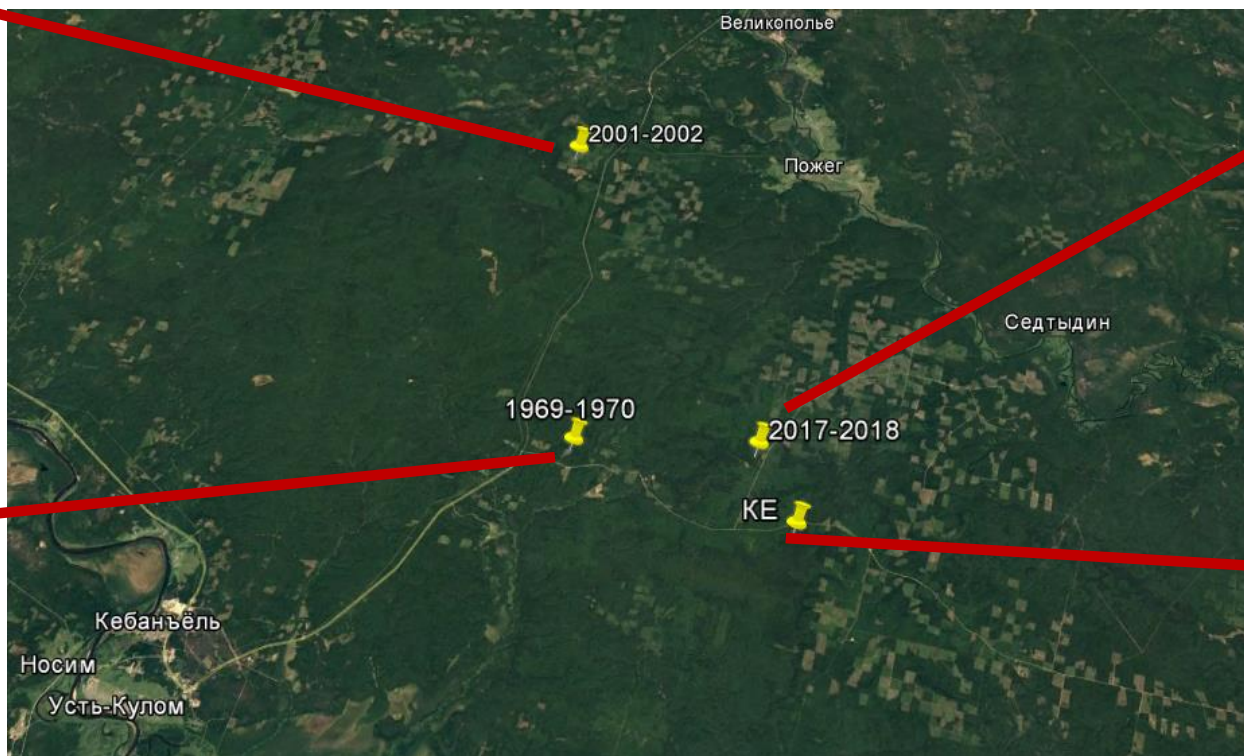 Великополье
2001-2002
Пожег
Седтыдин
1969-1970
2017-2018
КЕ
Кебанъёль
Носим
Усть-Кулом